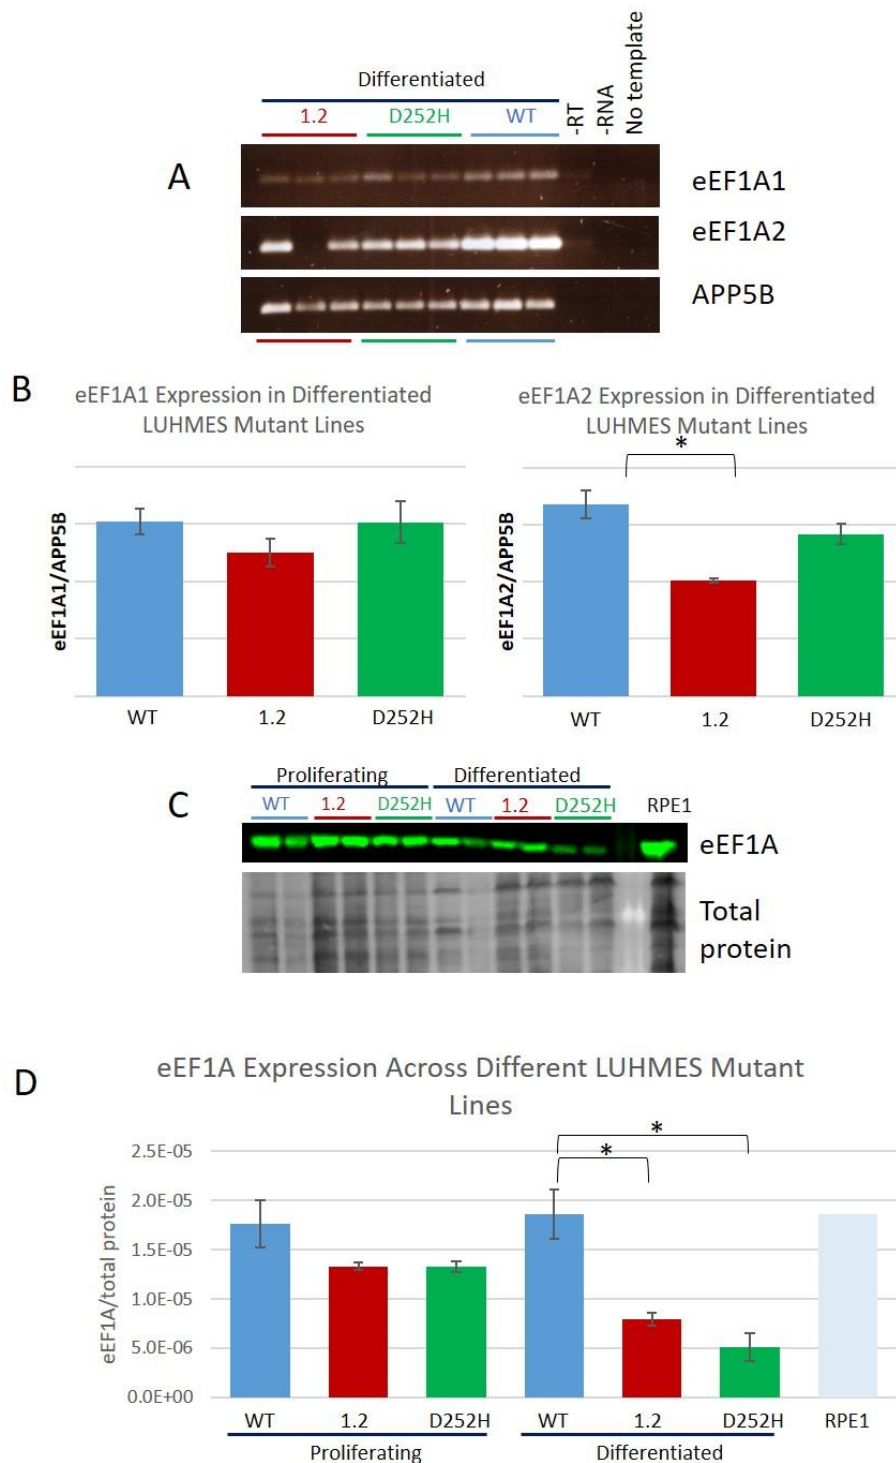 Differentiated
1.2 D252H WT -RT -RNA No template
A
eEF1A1
eEF1A2
APP5B
B
eEF1A1 Expression in Differentiated
LUHMES Mutant Lines
eEF1A1/APP5B
WT 1.2 D252H
eEF1A2 Expression in Differentiated
LUHMES Mutant Lines
*
eEF1A2/APP5B
WT 1.2 D252H
C
Proliferating Differentiated
WT 1.2 D252H WT 1.2 D252H RPE1
eEF1A
Total
protein
D
eEF1A Expression Across Different LUHMES Mutant
Lines
eEF1A/total protein
2.5E-05
2.0E-05
1.5E-05
1.0E-05
5.0E-06
0.0E+00
*
*
WT 1.2 D252H WT 1.2 D252H RPE1
Proliferating Differentiated